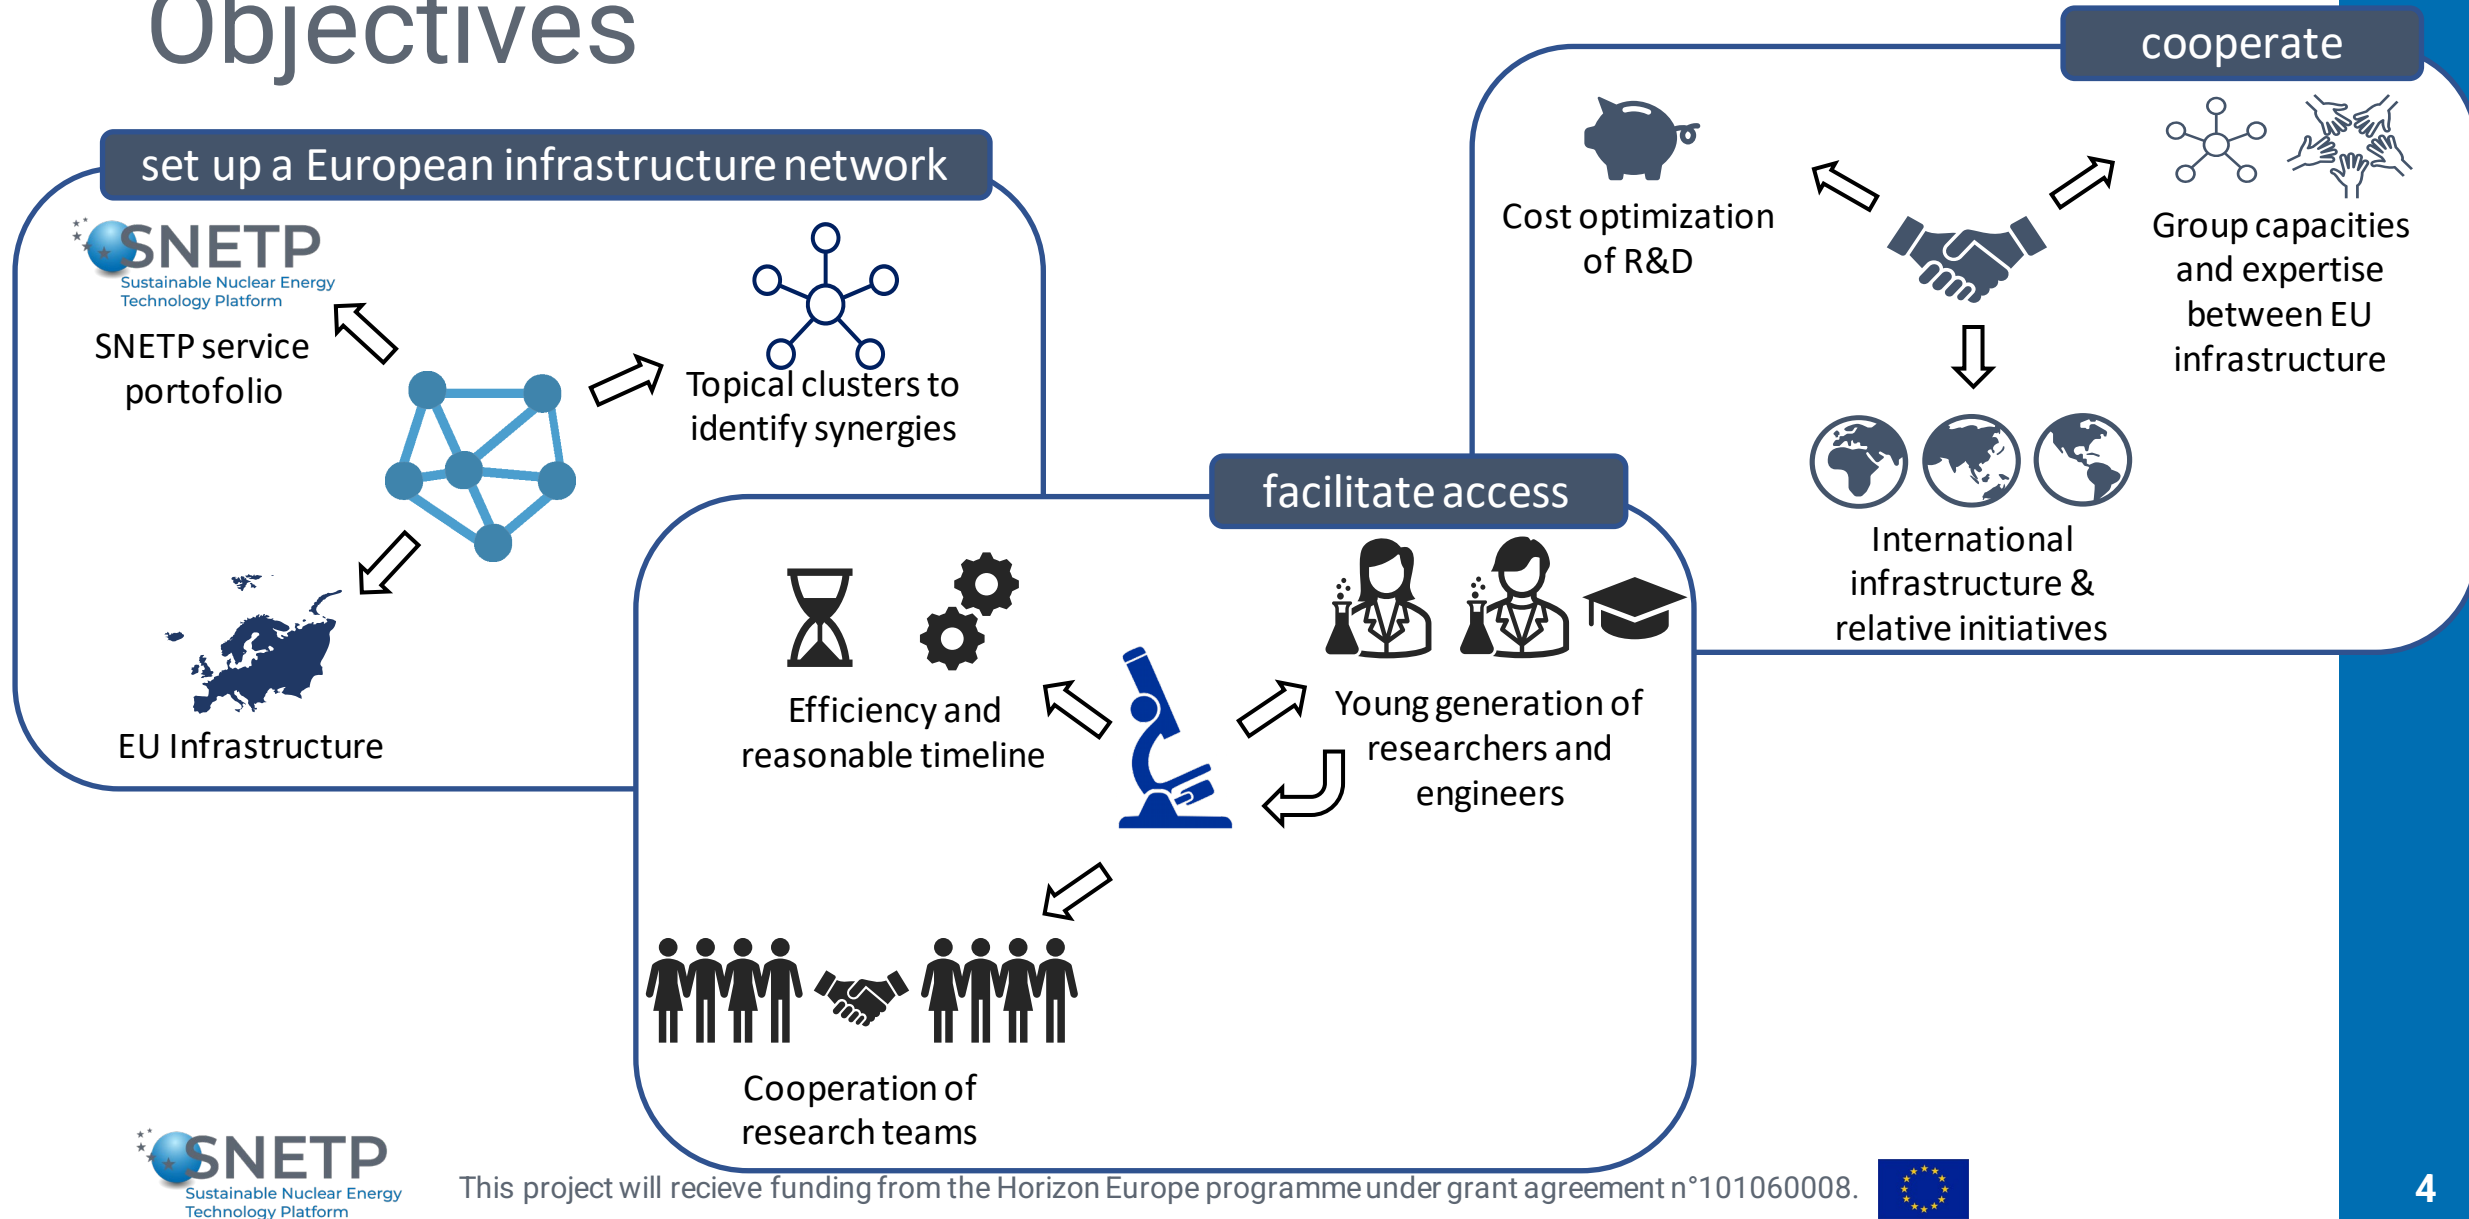 Objectives
set up a European infrastructure network
SNETP
Sustainable Nuclear Energy
Technology Platform
SNETP service
portofolio
Topical clusters to
identify synergies
EU Infrastructure
facilitate access
Efficiency and
reasonable timeline
Young generation of
researchers and
engineers
Cooperation of
research teams
cooperate
Cost optimization
of R&D
Group capacities
and expertise
between EU
infrastructure
International
infrastructure &
relative initiatives
SNETP
Sustainable Nuclear Energy
Technology Platform
This project will recieve funding from the Horizon Europe programme under grant agreement n°101060008.
4